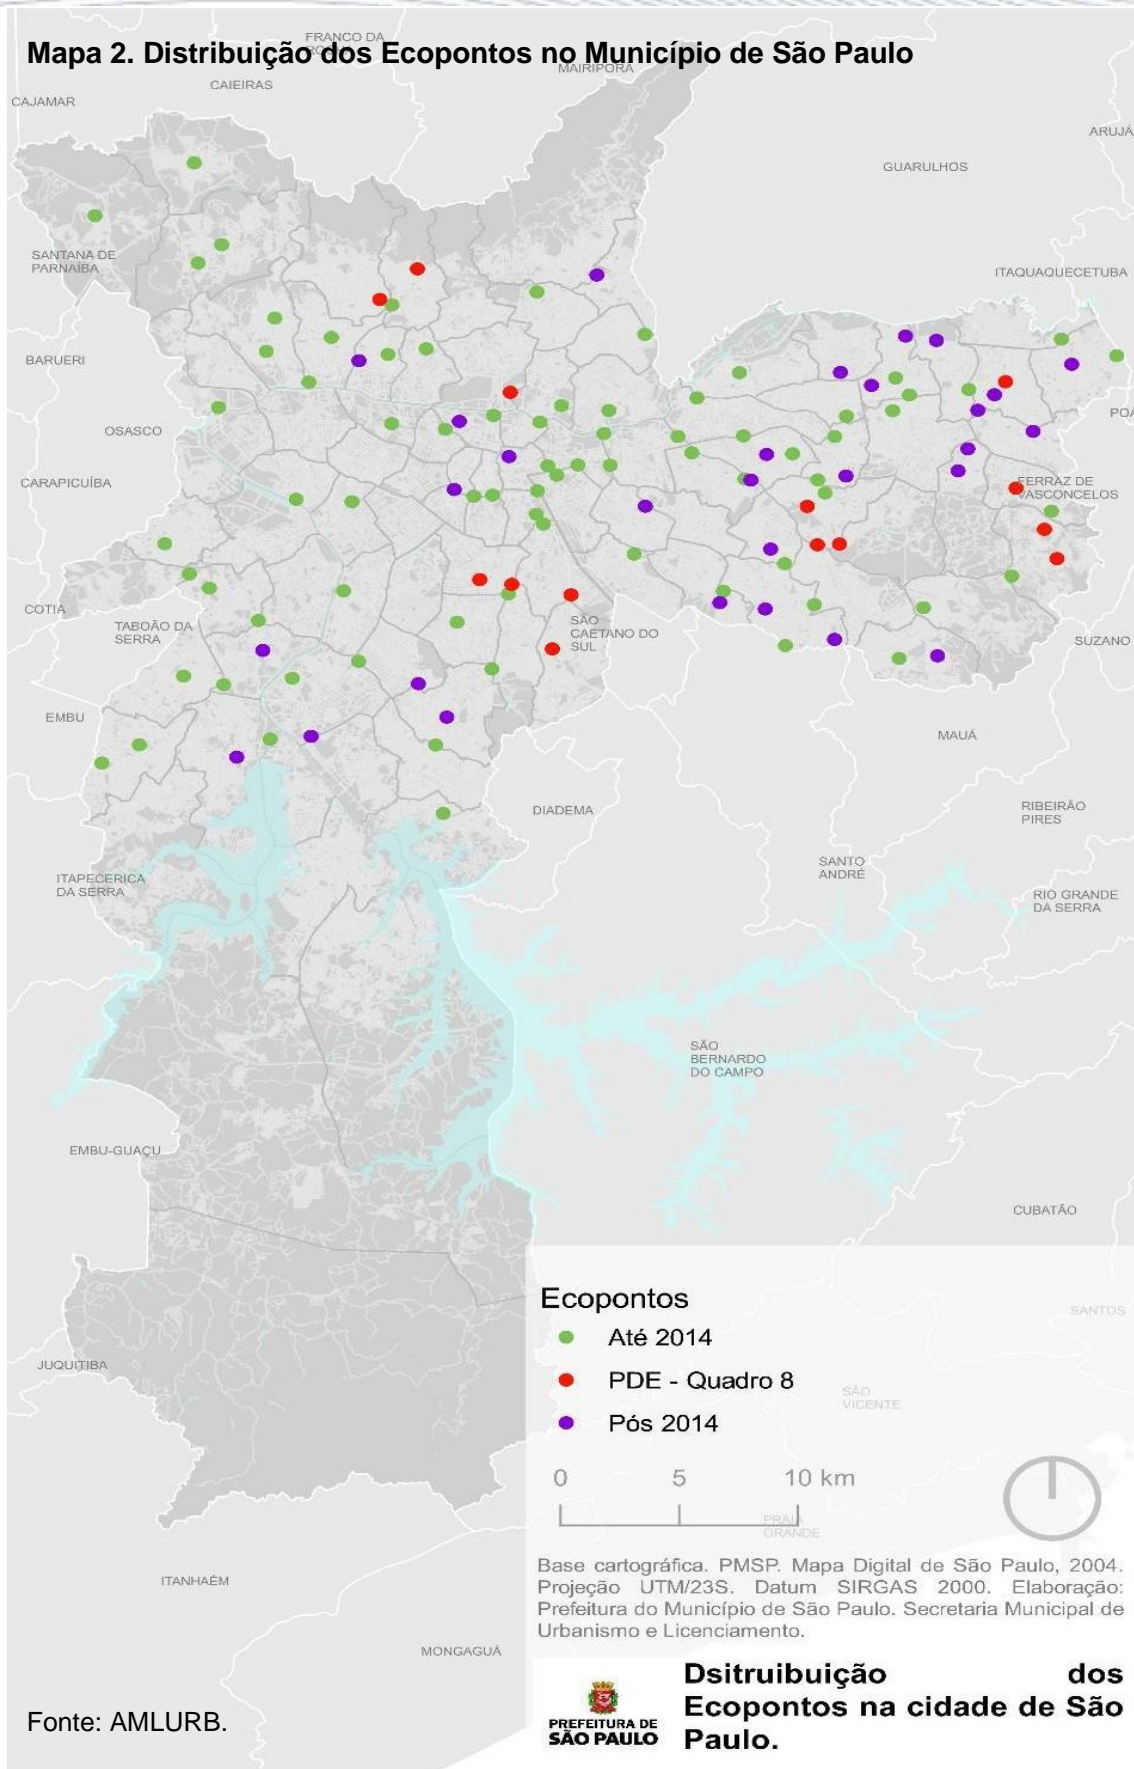 Mapa 2. Distribuição dos Ecopontos no Município de São Paulo
FRANCO DA
ROCHA
MAIRIPORÃ
CAIEIRAS
CAJAMAR
ARUJÁ
GUARULHOS
SANTANA DE
PARNAÍBA
ITAQUAQUECETUBA
BARUERI
POÁ
OSASCO
CARAPICUÍBA
FERRAZ DE
VASCONCELOS
COTIA
TABOÃO DA
SERRA
SÃO
CAETANO DO
SUL
SUZANO
EMBU
MAUÁ
DIADEMA
RIBEIRÃO
PIRES
SANTO
ANDRÉ
ITAPECERICA
DA SERRA
RIO GRANDE
DA SERRA
SÃO
BERNARDO
DO CAMPO
EMBU-GUAÇU
CUBATÃO
Ecopontos
Até 2014
PDE - Quadro 8
Pós 2014
SANTOS
JUQUITIBA
SÃO
VICENTE
0 5 10 km
PRAIA
GRANDE
Base cartográfica. PMSP. Mapa Digital de São Paulo, 2004.
Projeção UTM/23S. Datum SIRGAS 2000. Elaboração:
Prefeitura do Município de São Paulo. Secretaria Municipal de
Urbanismo e Licenciamento.
ITANHAÉM
MONGAGUÁ
PREFEITURA DE
SÃO PAULO
Dsitruibuição dos
Ecopontos na cidade de São
Paulo.
Fonte: AMLURB.